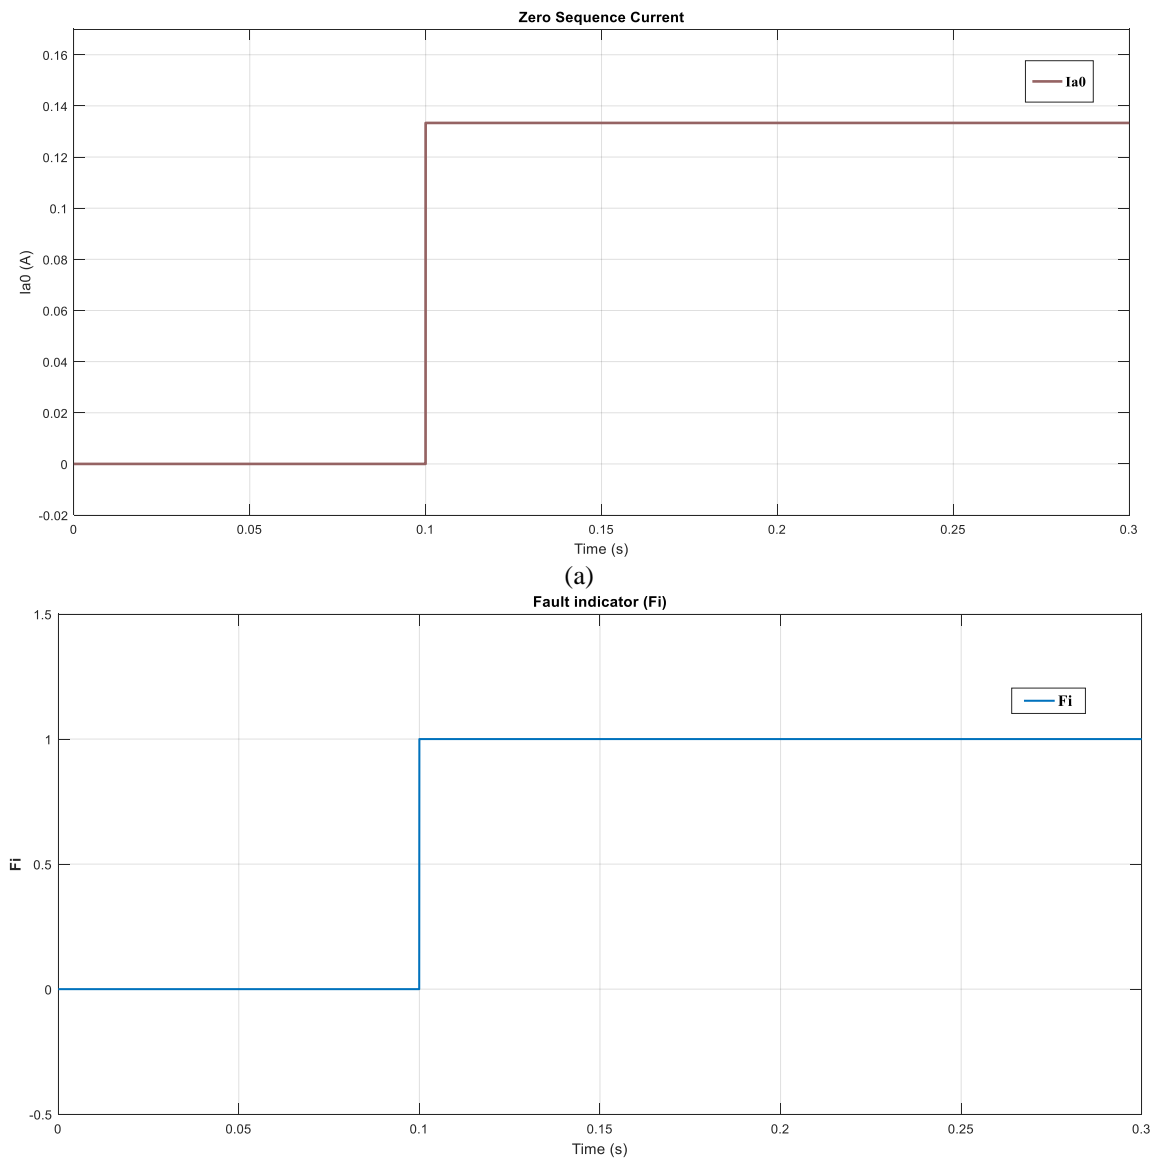 Zero Sequence Current
0.16
Ia0
0.14
0.12
0.1
Ia0 (A)
0.08
0.06
0.04
0.02
0
-0.02
0 0.05 0.1 0.15 0.2 0.25 0.3
Time (s)
(a)
Fault indicator (Fi)
1.5
Fi
1
Fi
0.5
0
-0.5
0 0.05 0.1 0.15 0.2 0.25 0.3
Time (s)